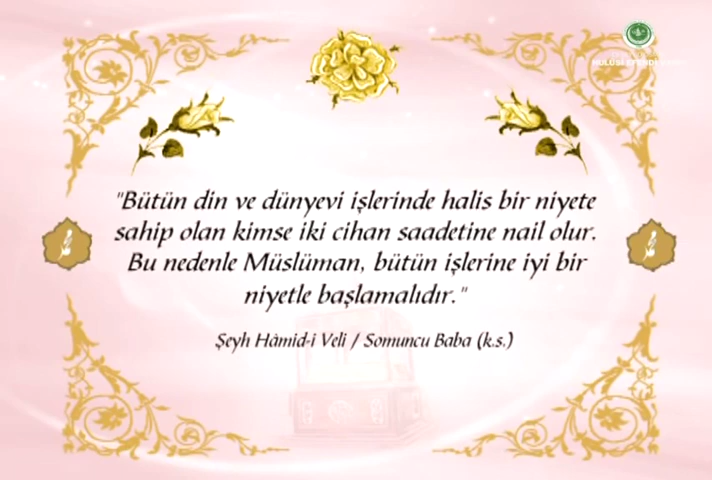 "Bütün din ve dünyevi işlerinde halis bir niyete
sahip olan kimse iki cihan saadetine nail olur.
Bu nedenle Müslüman, bütün işlerine iyi bir
niyetle başlamalıdır."
Şeyh Hâmid-i Veli / Somuncu Baba (k.s.)